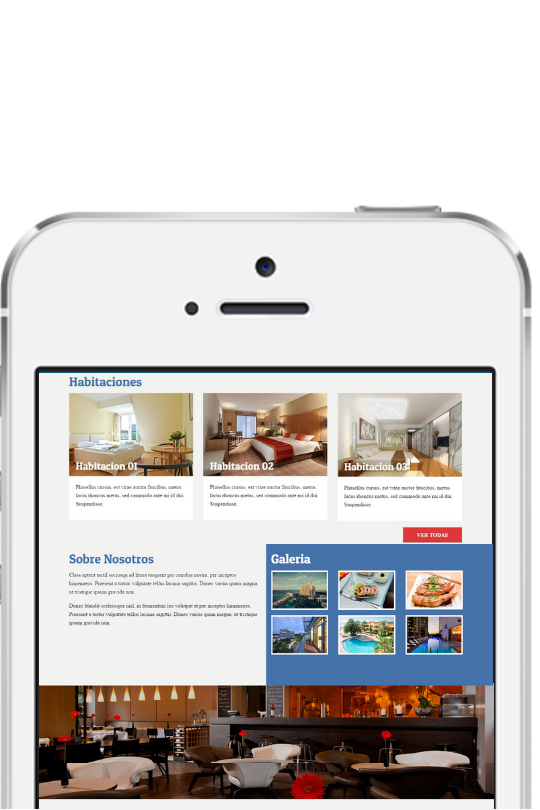 Habitaciones
Habitacion 01
Habitacion 02
Habitacion 03
Phasellus cursus, est vitae auctor faucibus, metus
lacus rhoncus metus, sed commodo ante mi id dui.
Suspendisse.
Phasellus cursus, est vitae auctor faucibus, metus
lacus rhoncus metus, sed commodo ante mi id dui.
Suspendisse.
Phasellus cursus, est vitae auctor faucibus, metus
lacus rhoncus metus, sed commodo ante mi id dui.
Suspendisse.
VER TODAS
Sobre Nosotros
Class aptent taciti sociosqu ad litora torquent per conubia nostra, per inceptos
himenaeos. Praesent a tortor vulputate tellus lacinia sagittis. Donec varius quam magna,
ut tristique ipsum gravida non.
Donec blandit scelerisque nisl, in fermentum leo volutpat et per inceptos himenaeos.
Praesent a tortor vulputate tellus lacinia sagittis. Donec varius quam magna, ut tristique
ipsum gravida non.
Galeria